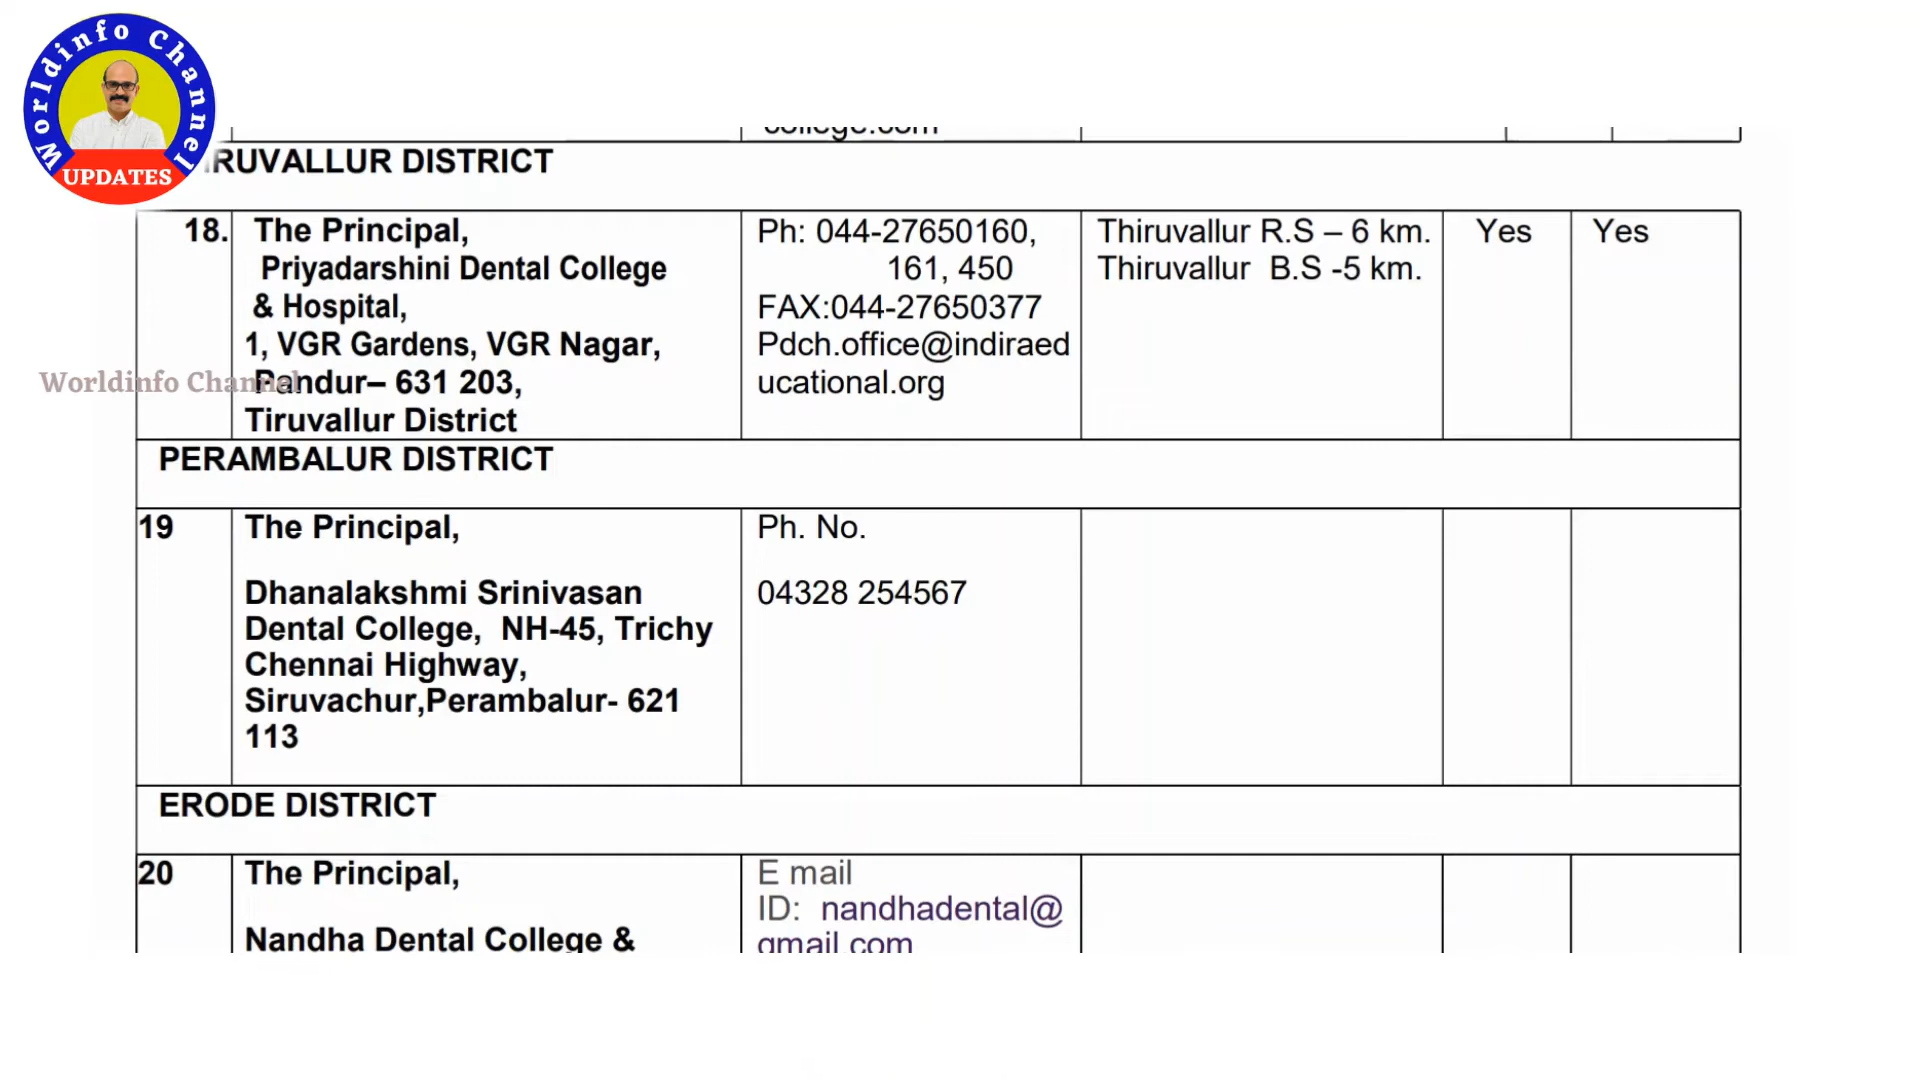 Worldinfo Channel
UPDATES
college.com
RUVALLUR DISTRICT
18.
The Principal,
Priyadarshini Dental College
& Hospital,
1, VGR Gardens, VGR Nagar,
Pandur– 631 203,
Tiruvallur District
Ph: 044-27650160,
161, 450
FAX:044-27650377
Pdch.office@indiraed
ucational.org
Thiruvallur R.S – 6 km.
Thiruvallur B.S -5 km.
Yes
Yes
Worldinfo Channel
PERAMBALUR DISTRICT
19
The Principal,
Dhanalakshmi Srinivasan
Dental College, NH-45, Trichy
Chennai Highway,
Siruvachur,Perambalur- 621
113
Ph. No.
04328 254567
ERODE DISTRICT
20
The Principal,
Nandha Dental College &
E mail
ID: nandhadental@
gmail.com